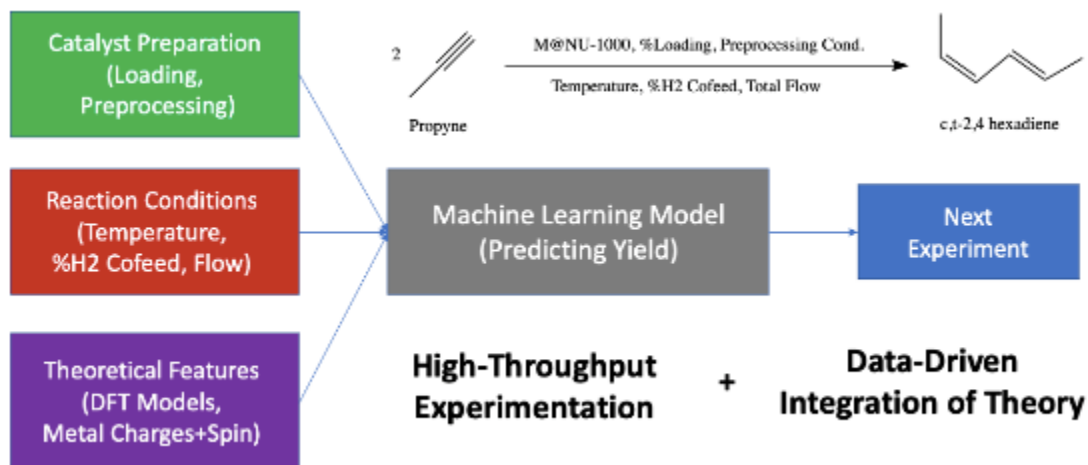 Catalyst Preparation
(Loading,
Preprocessing)
2
M@NU-1000, %Loading, Preprocessing Cond.
Temperature, %H2 Cofeed, Total Flow
Propyne
c,t-2,4 hexadiene
Reaction Conditions
(Temperature,
%H2 Cofeed, Flow)
Machine Learning Model
(Predicting Yield)
Next
Experiment
Theoretical Features
(DFT Models,
Metal Charges+Spin)
High-Throughput
Experimentation
+
Data-Driven
Integration of Theory